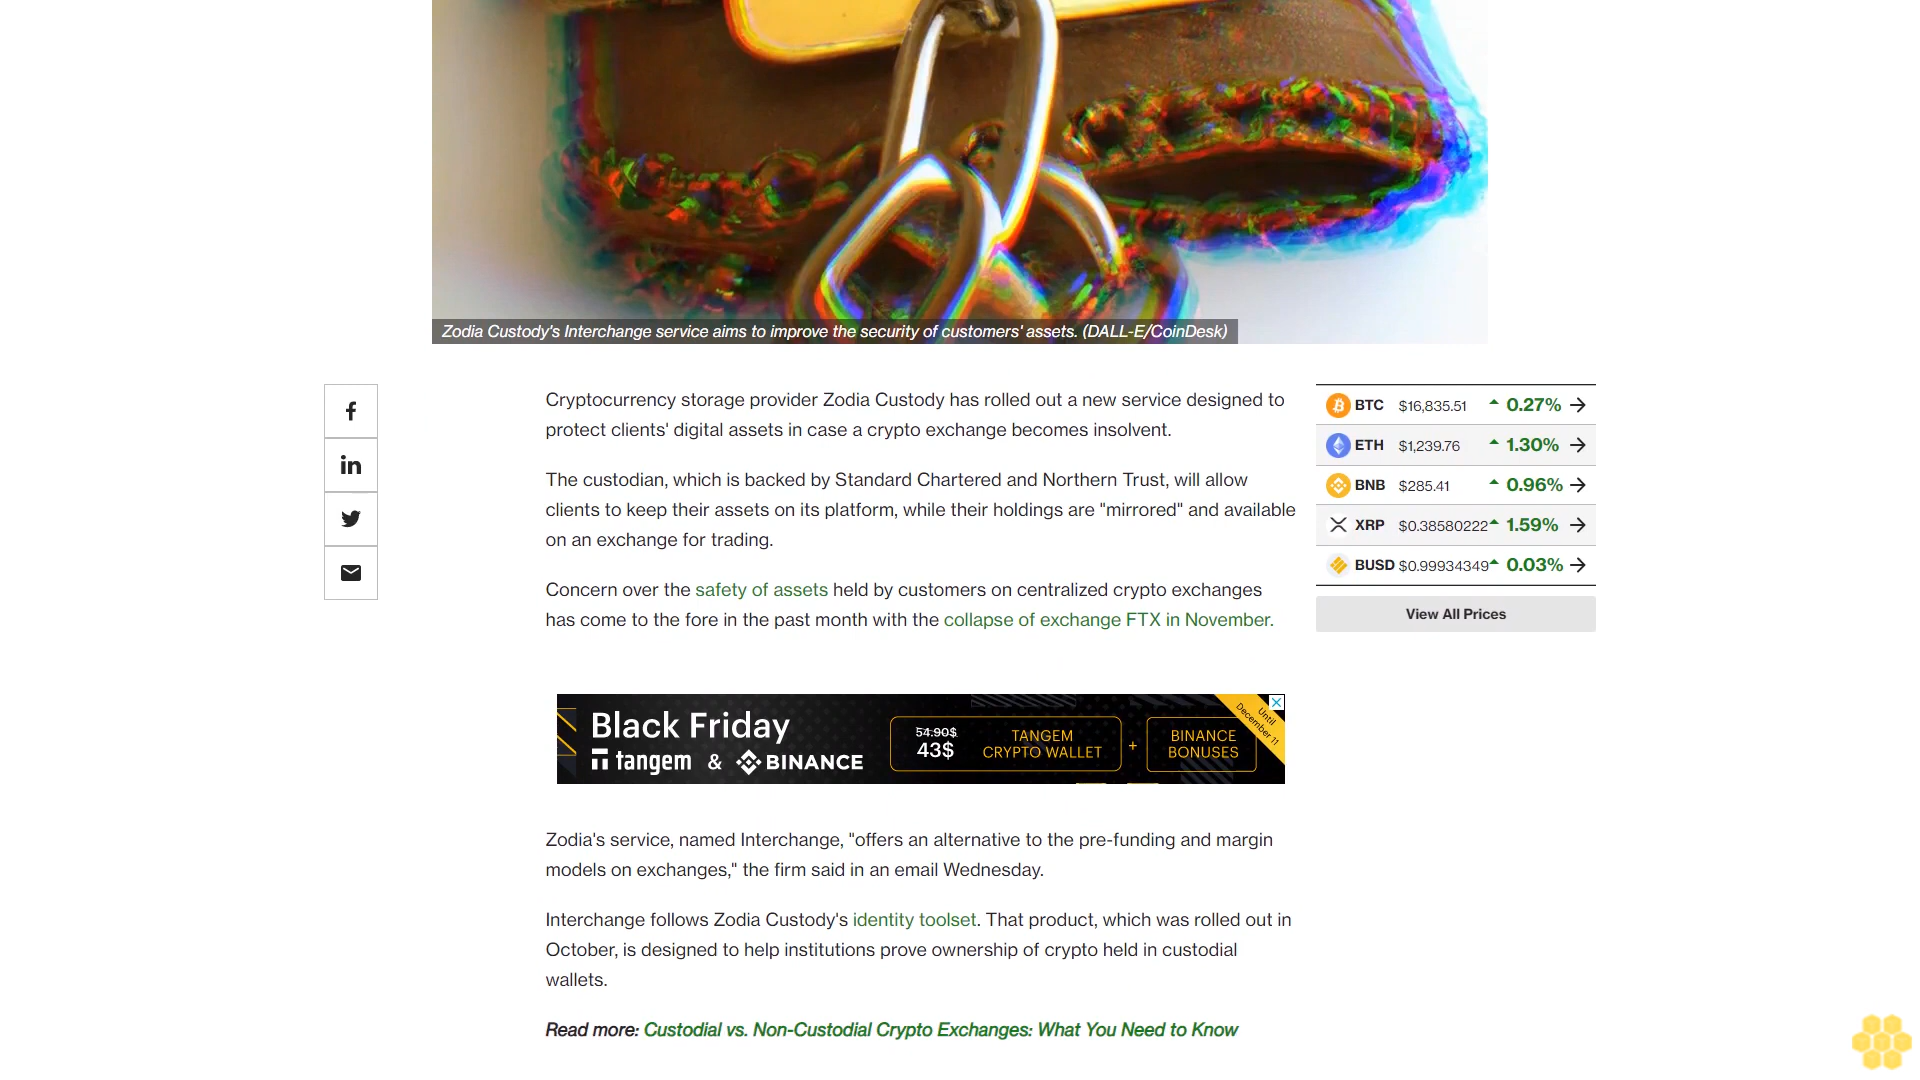 Zodia Custody's Interchange service aims to improve the security of customers' assets. (DALL-E/CoinDesk)
Cryptocurrency storage provider Zodia Custody has rolled out a new service designed to
protect clients' digital assets in case a crypto exchange becomes insolvent.
The custodian, which is backed by Standard Chartered and Northern Trust, will allow
clients to keep their assets on its platform, while their holdings are "mirrored" and available
on an exchange for trading.
Concern over the safety of assets held by customers on centralized crypto exchanges
has come to the fore in the past month with the collapse of exchange FTX in November.
BTC $16,835.51 0.27%
ETH $1,239.76 1.30%
BNB $285.41 0.96%
XRP $0.38580222 1.59%
BUSD $0.99934349 0.03%
View All Prices
Black Friday
tangem & BINANCE
54.90$
43$
TANGEM
CRYPTO WALLET
+
BINANCE
BONUSES
Until
December 11
Zodia's service, named Interchange, "offers an alternative to the pre-funding and margin
models on exchanges," the firm said in an email Wednesday.
Interchange follows Zodia Custody's identity toolset. That product, which was rolled out in
October, is designed to help institutions prove ownership of crypto held in custodial
wallets.
Read more: Custodial vs. Non-Custodial Crypto Exchanges: What You Need to Know